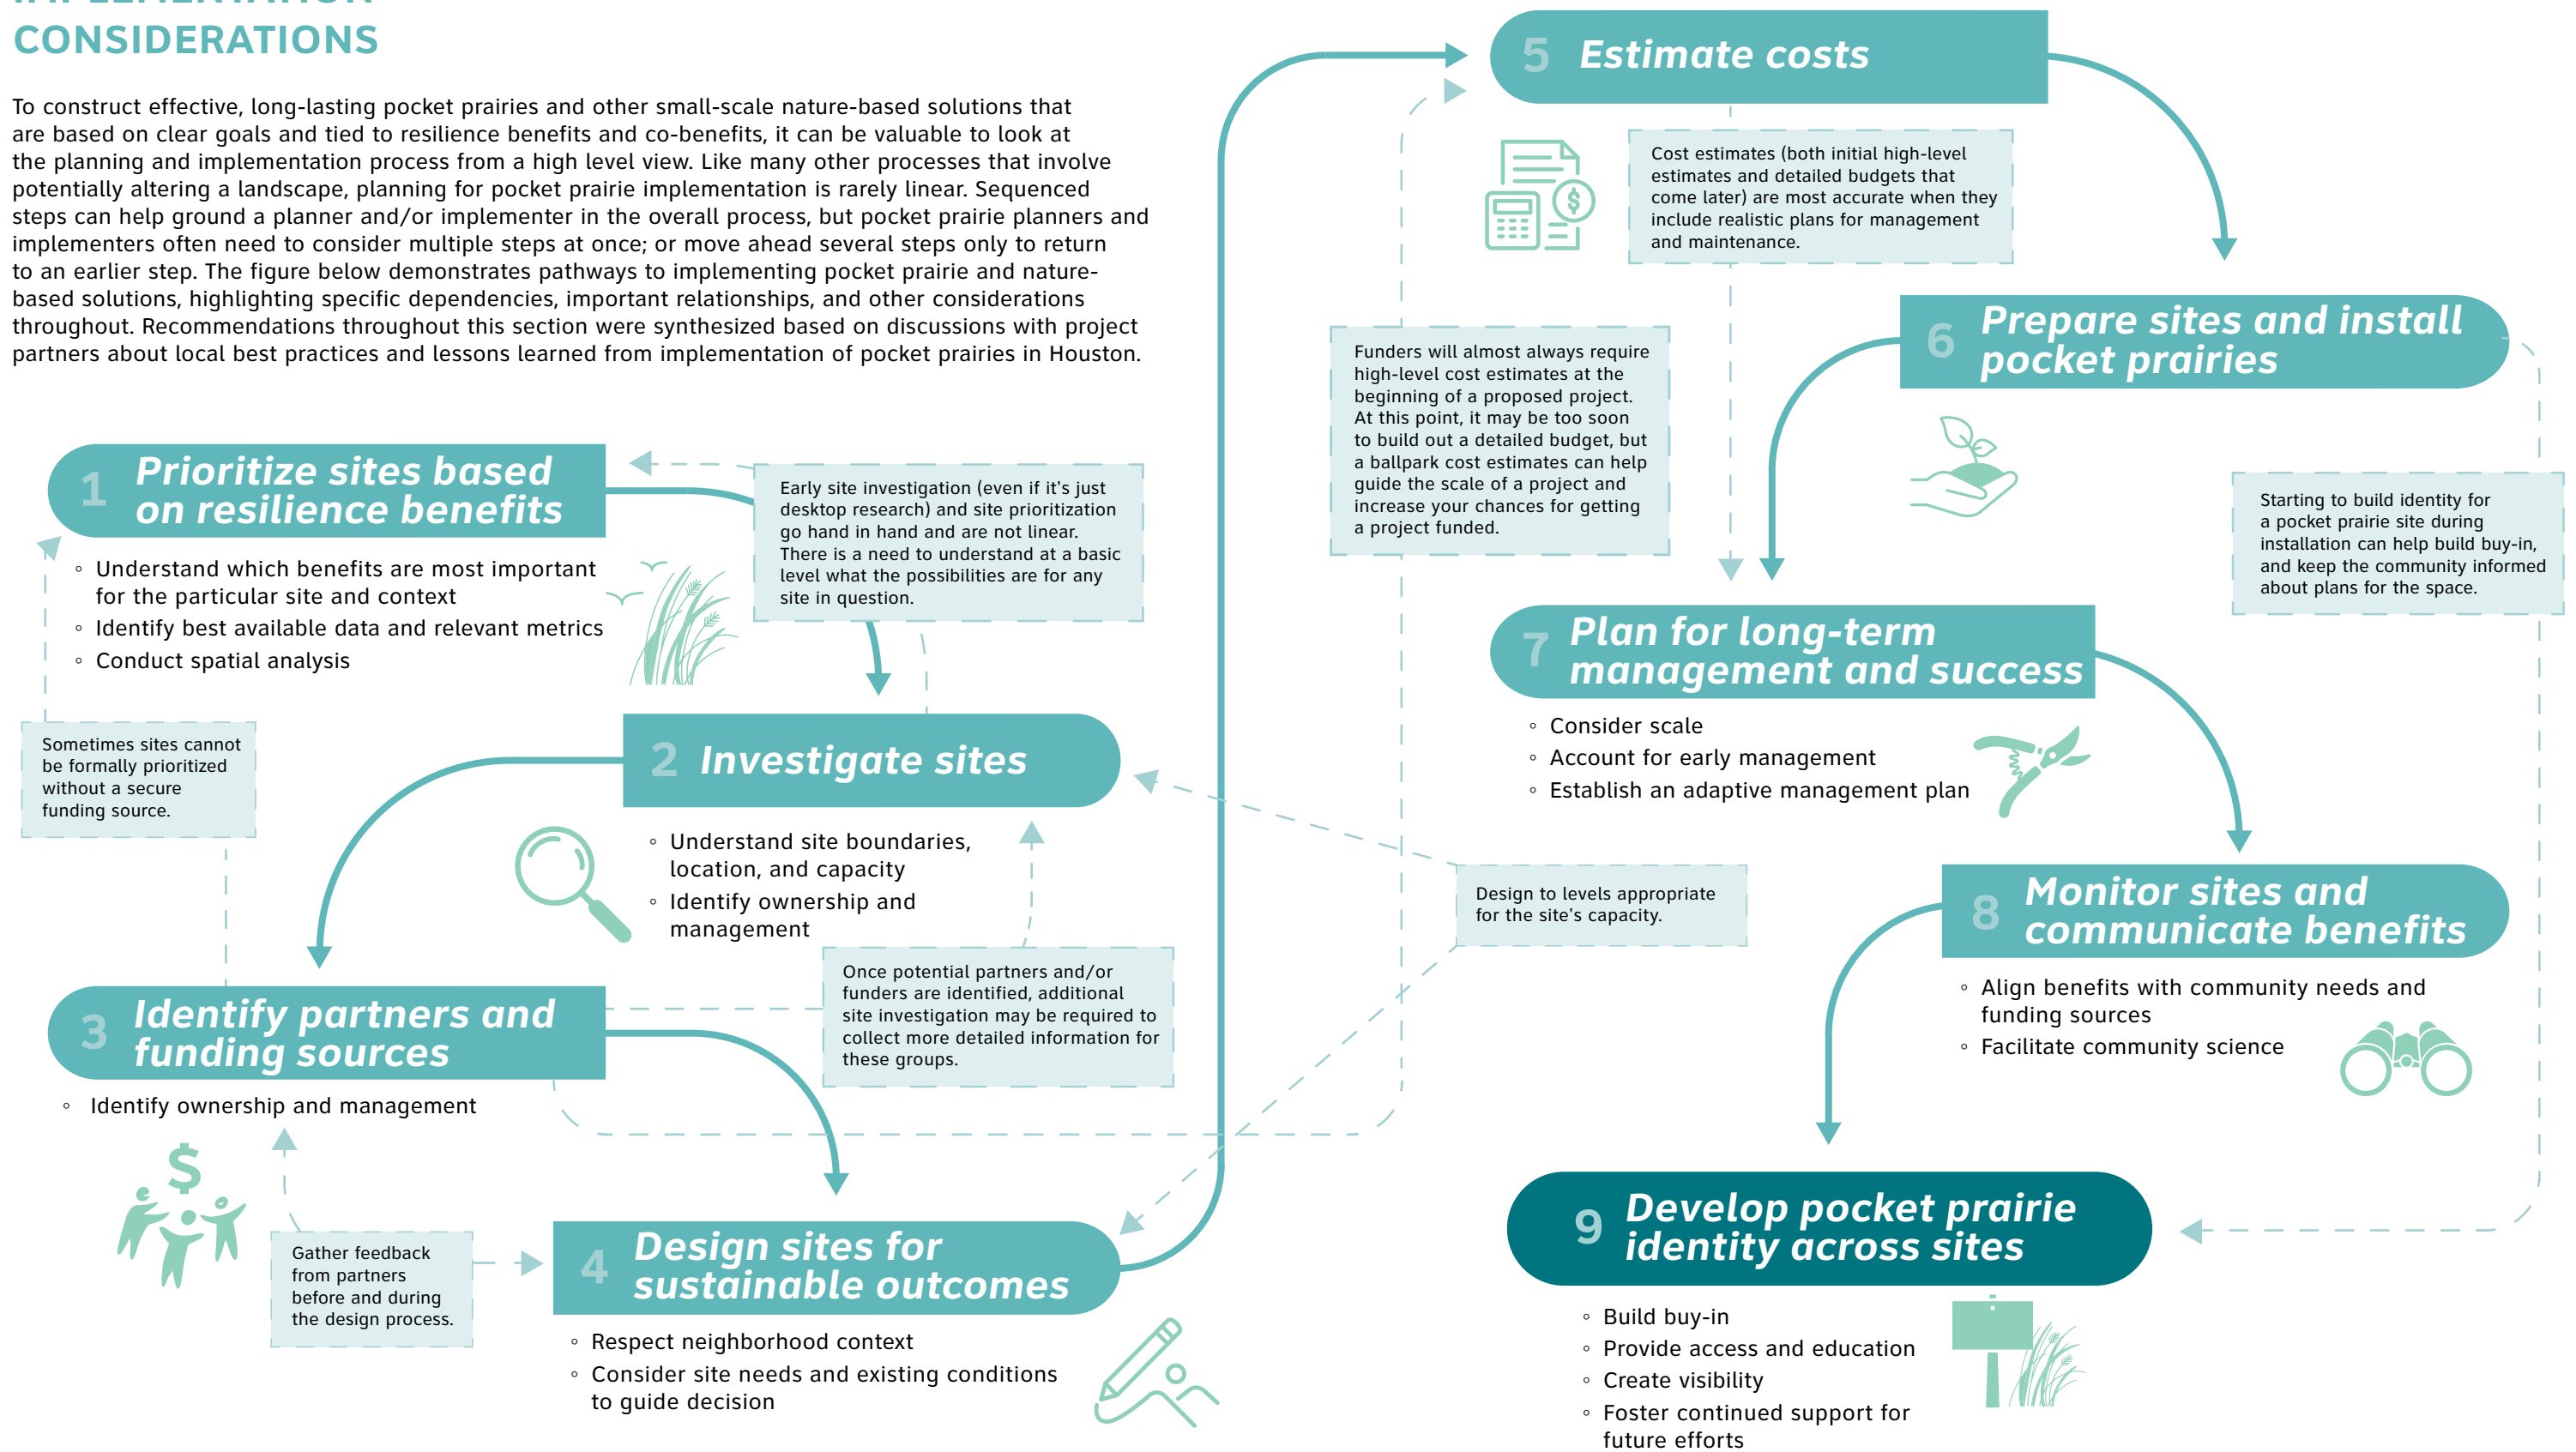 IMPLEMENTATION
CONSIDERATIONS
To construct effective, long-lasting pocket prairies and other small-scale nature-based solutions that
are based on clear goals and tied to resilience benefits and co-benefits, it can be valuable to look at
the planning and implementation process from a high level view. Like many other processes that involve
potentially altering a landscape, planning for pocket prairie implementation is rarely linear. Sequenced
steps can help ground a planner and/or implementer in the overall process, but pocket prairie planners and
implementers often need to consider multiple steps at once; or move ahead several steps only to return
to an earlier step. The figure below demonstrates pathways to implementing pocket prairie and nature-
based solutions, highlighting specific dependencies, important relationships, and other considerations
throughout. Recommendations throughout this section were synthesized based on discussions with project
partners about local best practices and lessons learned from implementation of pocket prairies in Houston.
1 Prioritize sites based
on resilience benefits
◦ Understand which benefits are most important
for the particular site and context
◦ Identify best available data and relevant metrics
◦ Conduct spatial analysis
Early site investigation (even if it's just
desktop research) and site prioritization
go hand in hand and are not linear.
There is a need to understand at a basic
level what the possibilities are for any
site in question.
Sometimes sites cannot
be formally prioritized
without a secure
funding source.
2 Investigate sites
◦ Understand site boundaries,
location, and capacity
◦ Identify ownership and
management
Once potential partners and/or
funders are identified, additional
site investigation may be required to
collect more detailed information for
these groups.
3 Identify partners and
funding sources
◦ Identify ownership and management
$
Gather feedback
from partners
before and during
the design process.
4 Design sites for
sustainable outcomes
◦ Respect neighborhood context
◦ Consider site needs and existing conditions
to guide decision
Design to levels appropriate
for the site's capacity.
5 Estimate costs
$
Cost estimates (both initial high-level
estimates and detailed budgets that
come later) are most accurate when they
include realistic plans for management
and maintenance.
Funders will almost always require
high-level cost estimates at the
beginning of a proposed project.
At this point, it may be too soon
to build out a detailed budget, but
a ballpark cost estimates can help
guide the scale of a project and
increase your chances for getting
a project funded.
6 Prepare sites and install
pocket prairies
Starting to build identity for
a pocket prairie site during
installation can help build buy-in,
and keep the community informed
about plans for the space.
7 Plan for long-term
management and success
◦ Consider scale
◦ Account for early management
◦ Establish an adaptive management plan
8 Monitor sites and
communicate benefits
◦ Align benefits with community needs and
funding sources
◦ Facilitate community science
9 Develop pocket prairie
identity across sites
◦ Build buy-in
◦ Provide access and education
◦ Create visibility
◦ Foster continued support for
future efforts